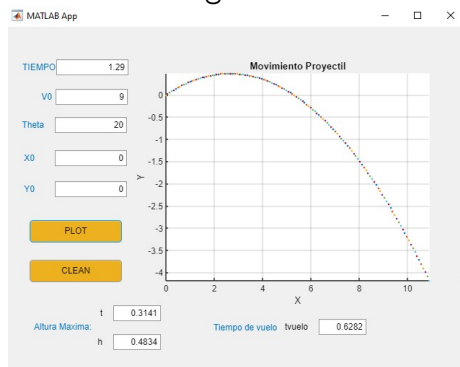 MATLAB App
TIEMPO 1.29
V0 9
Theta 20
X0 0
Y0 0
PLOT
CLEAN
Movimiento Proyectil
0
-0.5
-1
-1.5
-2
-2.5
-3
-3.5
-4
Y
0 2 4 6 8 10
X
t 0.3141
Altura Maxima:
h 0.4834
Tiempo de vuelo tvuelo 0.6282